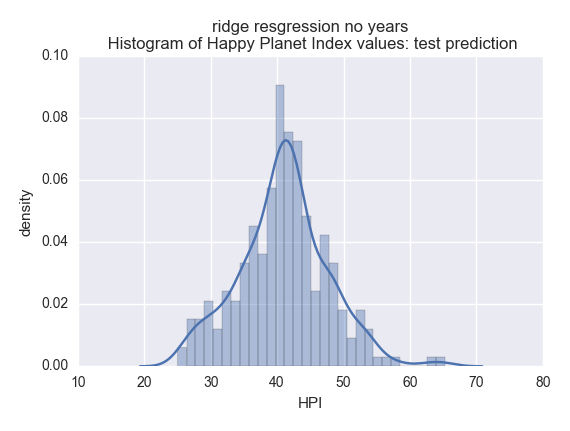 ridge resgression no years
Histogram of Happy Planet Index values: test prediction
0.10
0.08
0.06
0.04
0.02
0.00
density
10 20 30 40 50 60 70 80
HPI